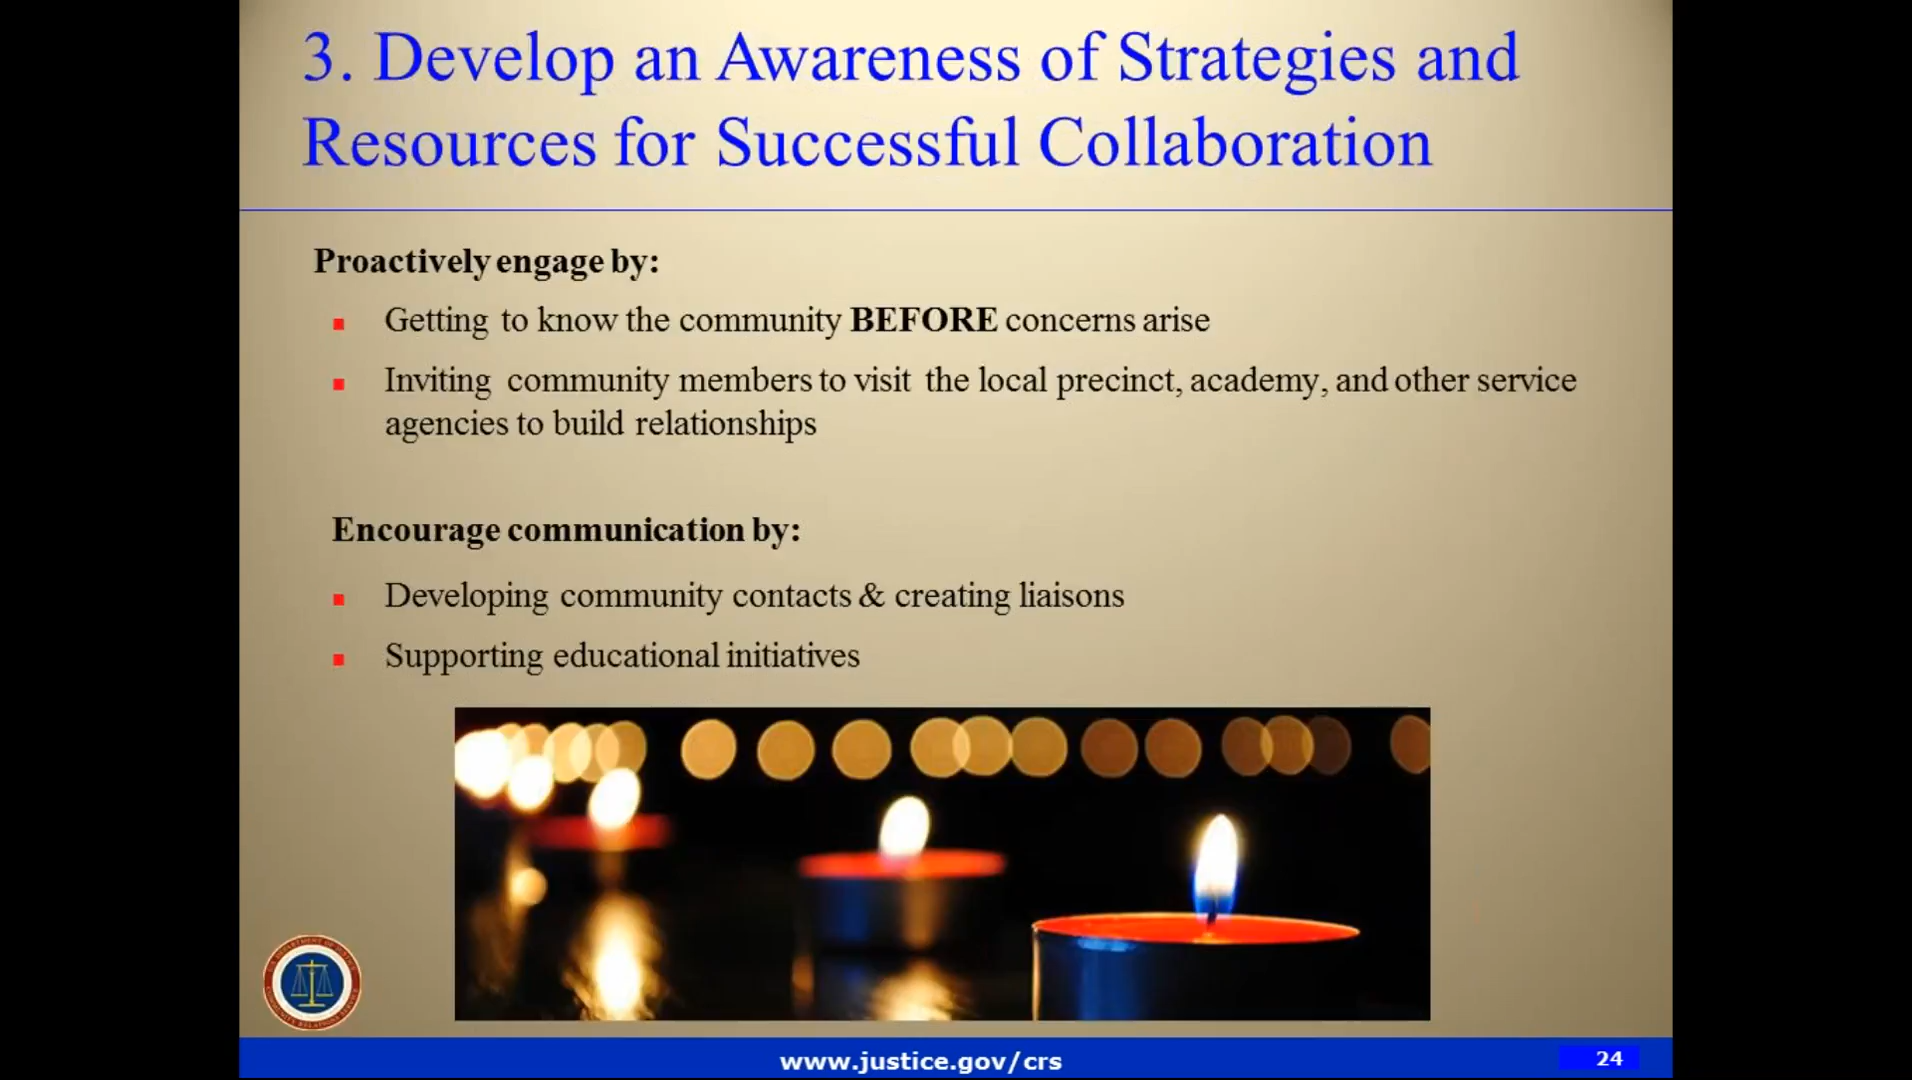 3. Develop an Awareness of Strategies and
Resources for Successful Collaboration
Proactively engage by:
Getting to know the community BEFORE concerns arise
Inviting community members to visit the local precinct, academy, and other service
agencies to build relationships
Encourage communication by:
Developing community contacts & creating liaisons
Supporting educational initiatives
www.justice.gov/crs
24